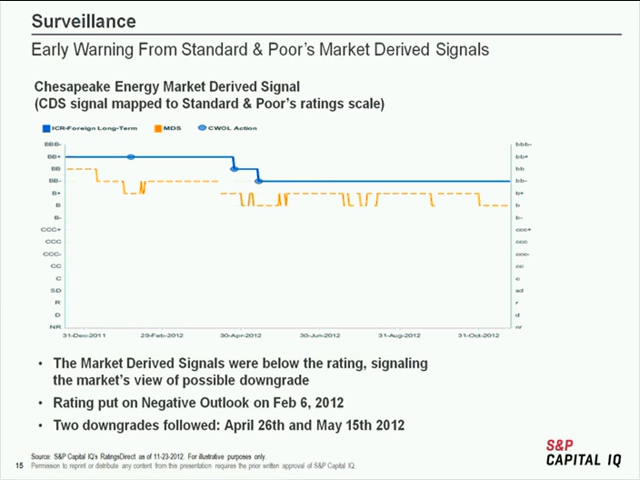 Surveillance
Early Warning From Standard & Poor's Market Derived Signals
Chesapeake Energy Market Derived Signal
(CDS signal mapped to Standard & Poor's ratings scale)
ICR-Foreign Long-Term MDS CWOL Action
BBB- bbb-
BB+ bb+
BB bb
BB- bb-
B+ b+
B b
B- b-
CCC+ ccc+
CCC ccc
CCC- ccc-
CC cc
C c
SD sd
R r
D d
NR nr
31-Dec-2011 29-Feb-2012 30-Apr-2012 30-Jun-2012 31-Aug-2012 31-Oct-2012
• The Market Derived Signals were below the rating, signaling
the market's view of possible downgrade
• Rating put on Negative Outlook on Feb 6, 2012
• Two downgrades followed: April 26th and May 15th 2012
Source: S&P Capital IQ's RatingsDirect as of 11-23-2012. For illustrative purposes only.
15 Permission to reprint or distribute any content from this presentation requires the prior written approval of S&P Capital IQ.
S&P
CAPITAL IQ